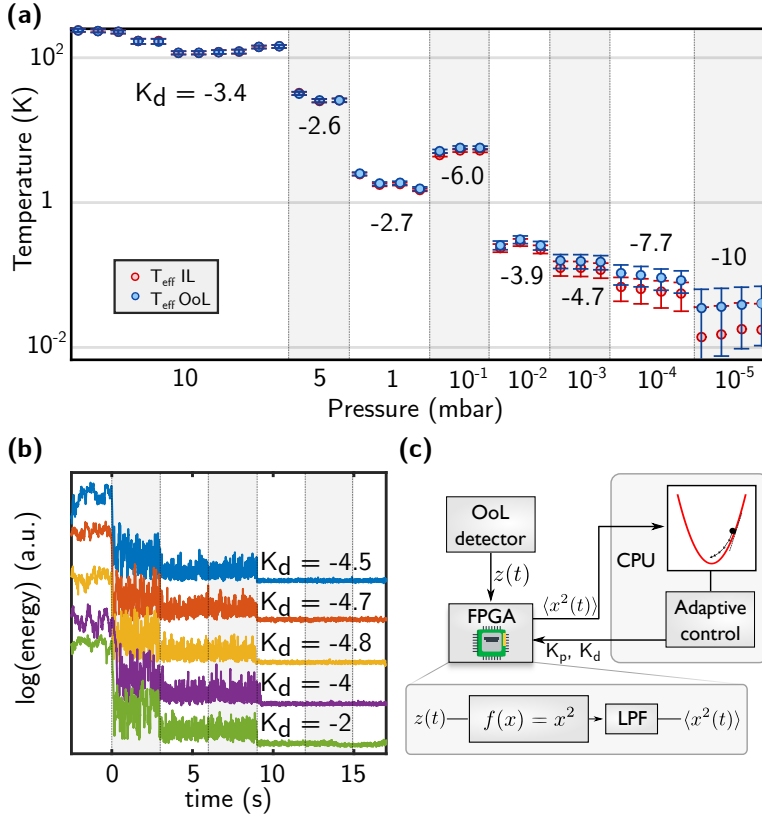 (a)
Temperature (K)
10²
1
10⁻²
K_d = -3.4
-2.6
-2.7
-6.0
-3.9
-4.7
-7.7
-10
T_eff IL
T_eff OoL
10 5 1 10⁻¹ 10⁻² 10⁻³ 10⁻⁴ 10⁻⁵
Pressure (mbar)
(b)
log(energy) (a.u.)
K_d = -4.5
K_d = -4.7
K_d = -4.8
K_d = -4
K_d = -2
0 5 10 15
time (s)
(c)
OoL
detector
z(t)
FPGA
⟨x²(t)⟩
K_p, K_d
CPU
Adaptive
control
z(t) f(x) = x² LPF ⟨x²(t)⟩